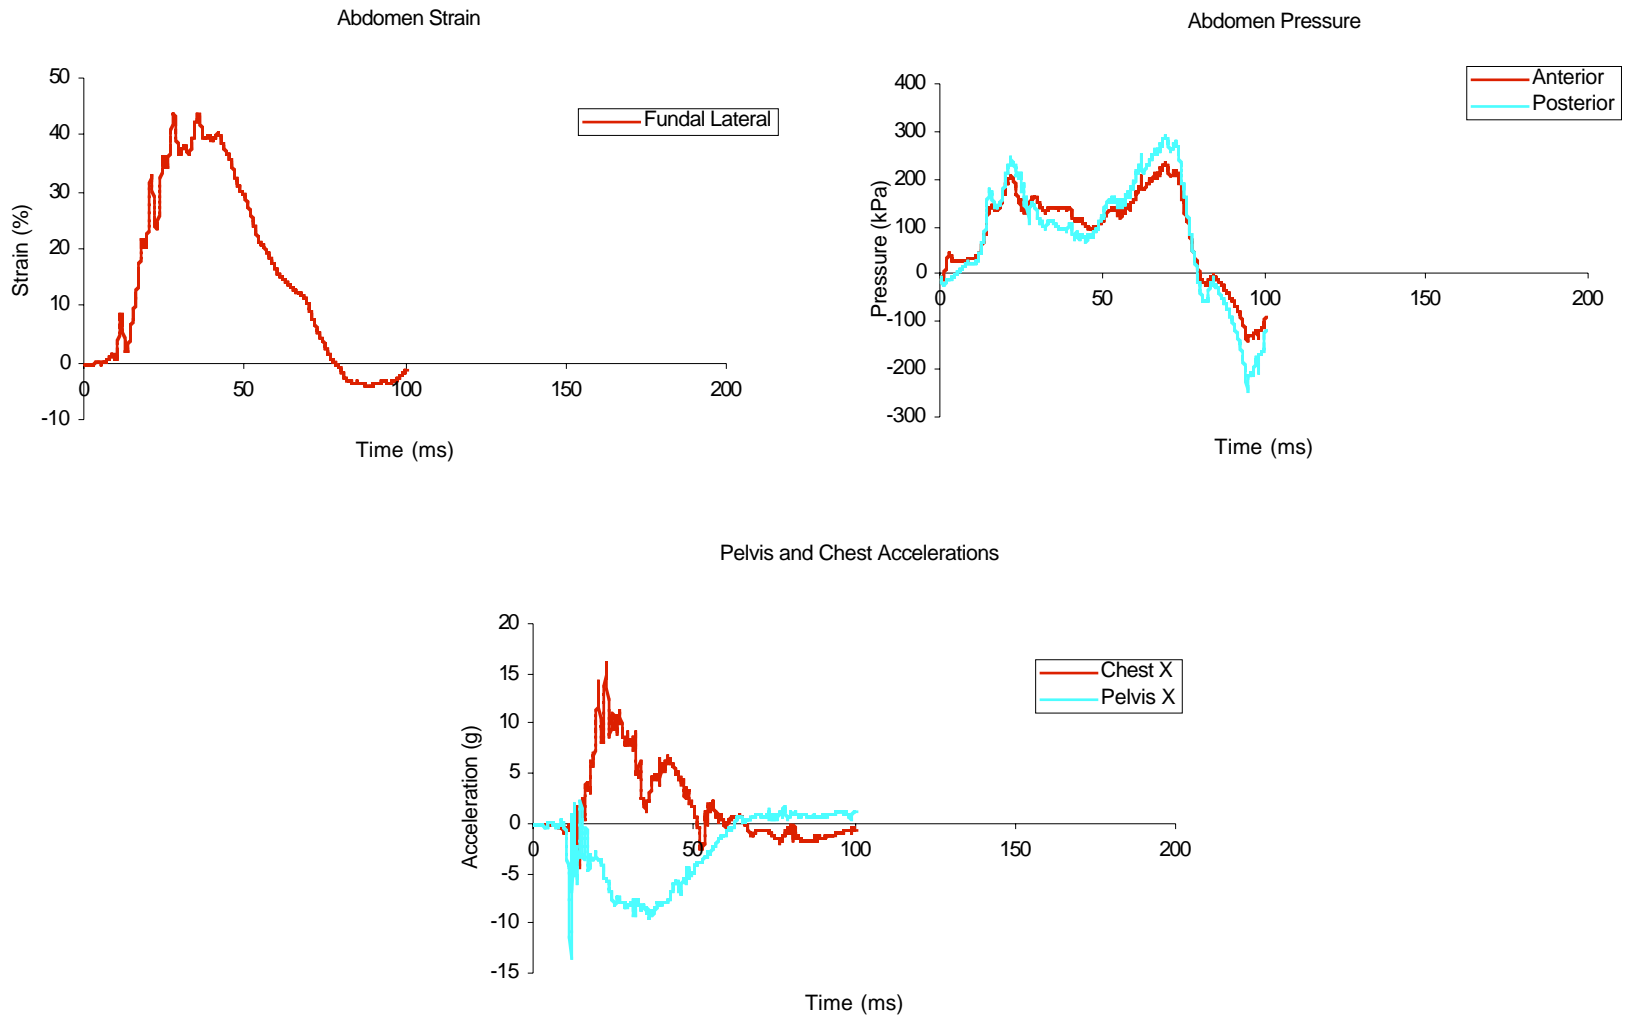 Abdomen Strain
50
40
30
20
10
0
-10
0
50
100
150
200
Strain (%)
Time (ms)
Fundal Lateral
Abdomen Pressure
400
300
200
100
0
-100
-200
-300
0
50
100
150
200
Pressure (kPa)
Time (ms)
Anterior
Posterior
Pelvis and Chest Accelerations
20
15
10
5
0
-5
-10
-15
0
50
100
150
200
Acceleration (g)
Time (ms)
Chest X
Pelvis X